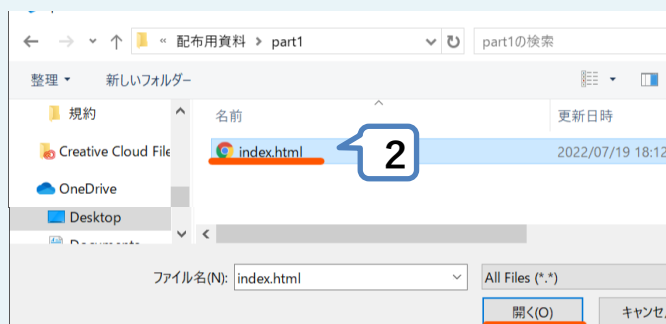 « 配布用資料 > part1
part1の検索
整理
新しいフォルダー
規約
名前
更新日時
index.html
2
2022/07/19 18:12
Creative Cloud File
OneDrive
Desktop
ファイル名(N):
index.html
All Files (*.*)
開く(O)
キャンセ